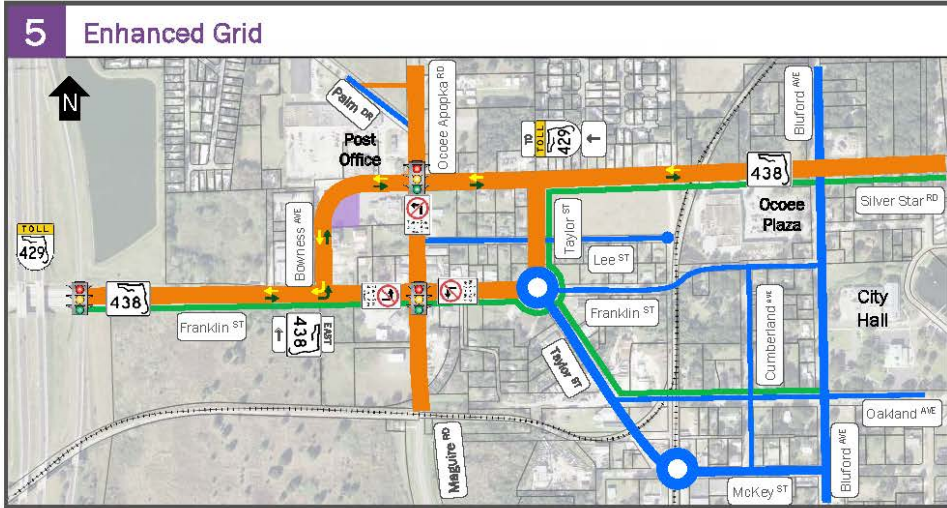 5 Enhanced Grid
N
Palm DR
Post
Office
Ocoee Apopka RD
TO
TOLL
429
Bluford AVE
438
Ocoee
Plaza
Silver Star RD
TOLL
429
Bowness AVE
Taylor ST
Lee ST
438
Franklin ST
EAST
438
Franklin ST
Cumberland AVE
City
Hall
Taylor ST
Oakland AVE
Maguire RD
McKey ST
Bluford AVE